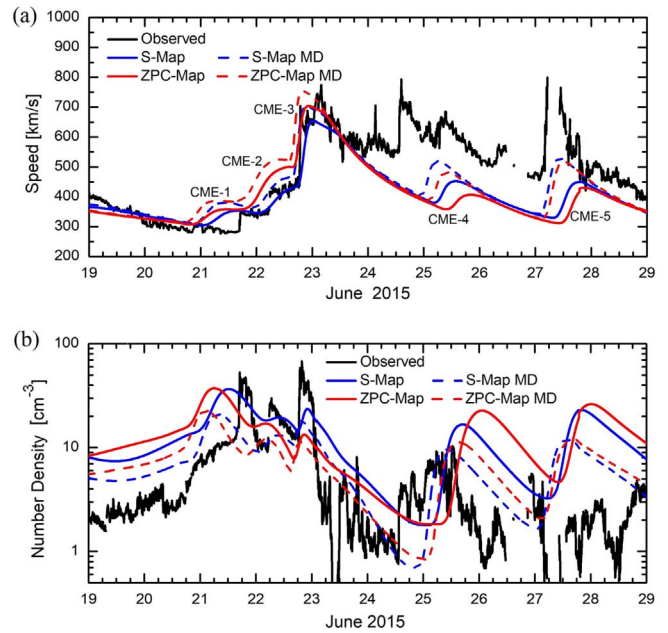 (a)
1000
900
800
700
600
500
400
300
200
Speed [km/s]
Observed
S-Map S-Map MD
ZPC-Map ZPC-Map MD
CME-3
CME-2
CME-1
CME-4
CME-5
19 20 21 22 23 24 25 26 27 28 29
June 2015
(b)
100
10
1
Number Density [cm-3]
Observed
S-Map S-Map MD
ZPC-Map ZPC-Map MD
19 20 21 22 23 24 25 26 27 28 29
June 2015